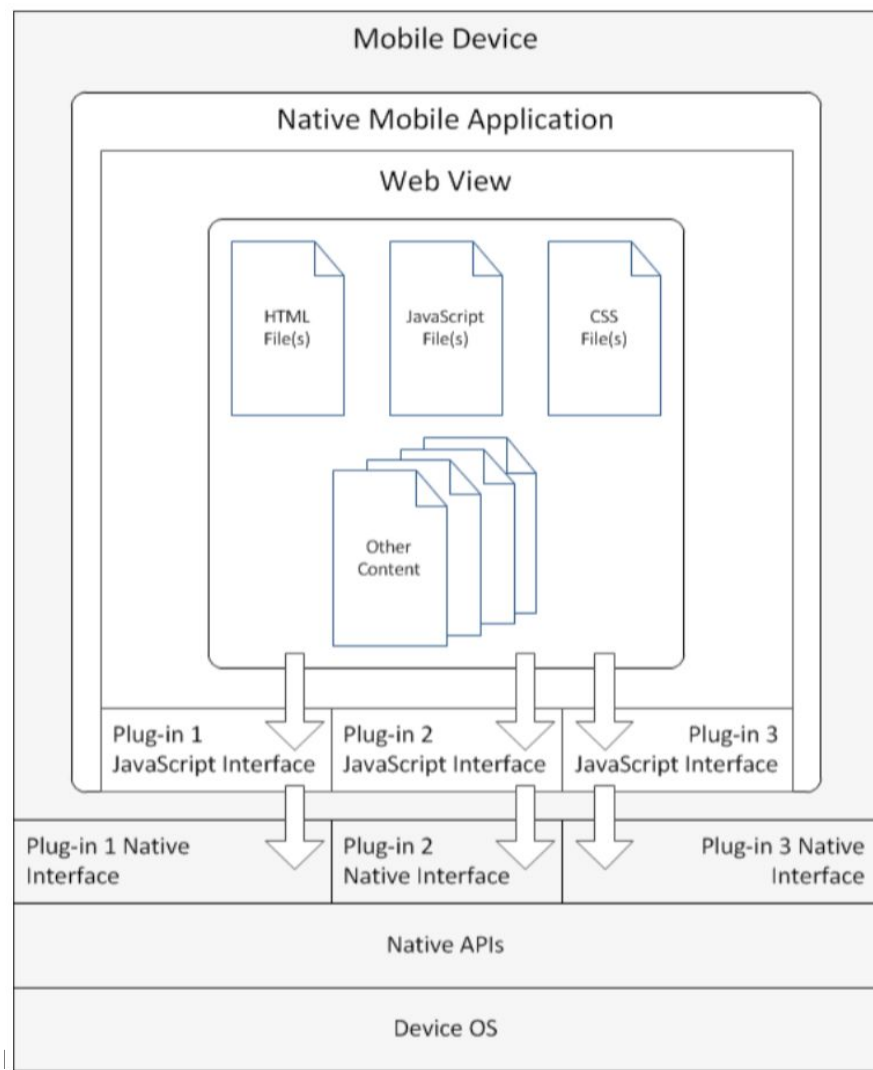 Mobile Device
Native Mobile Application
Web View
HTML
File(s)
JavaScript
File(s)
CSS
File(s)
Other
Content
Plug-in 1
JavaScript Interface
Plug-in 2
JavaScript Interface
Plug-in 3
JavaScript Interface
Plug-in 1 Native
Interface
Plug-in 2
Native Interface
Plug-in 3 Native
Interface
Native APIs
Device OS